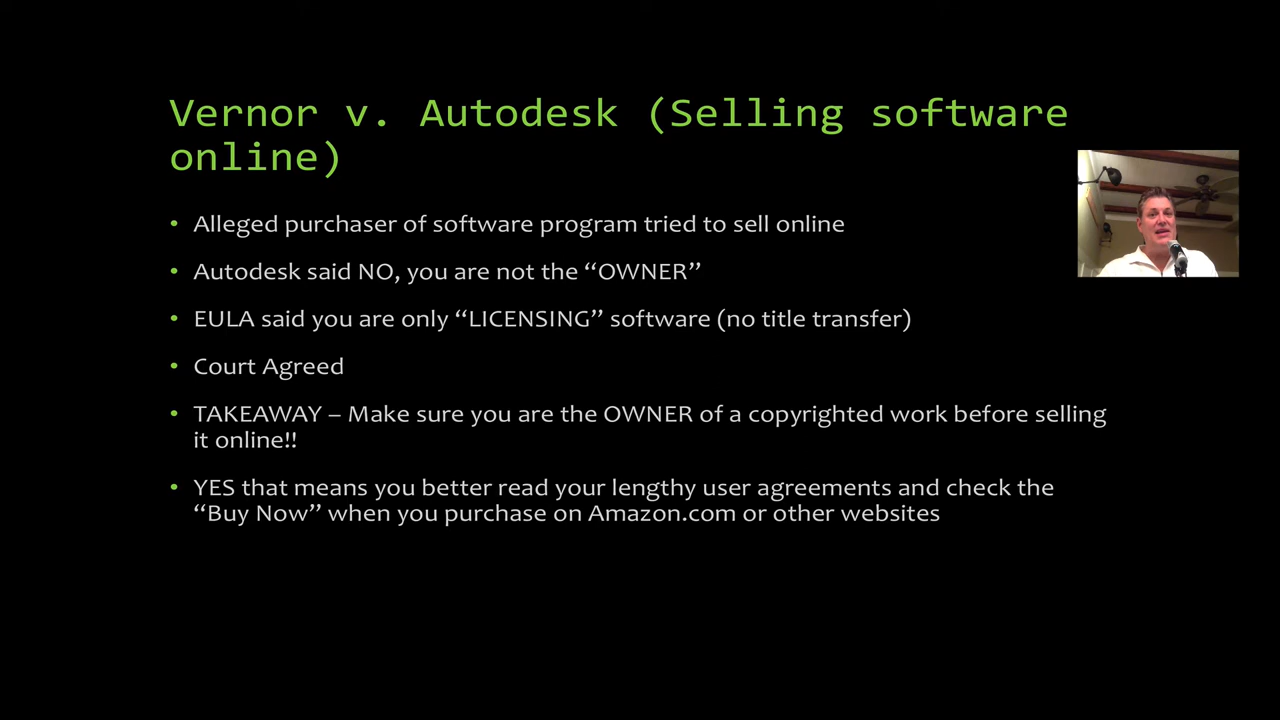 Vernor v. Autodesk (Selling software
online)
• Alleged purchaser of software program tried to sell online
• Autodesk said NO, you are not the “OWNER”
• EULA said you are only “LICENSING” software (no title transfer)
• Court Agreed
• TAKEAWAY – Make sure you are the OWNER of a copyrighted work before selling
it online!!
• YES that means you better read your lengthy user agreements and check the
“Buy Now” when you purchase on Amazon.com or other websites